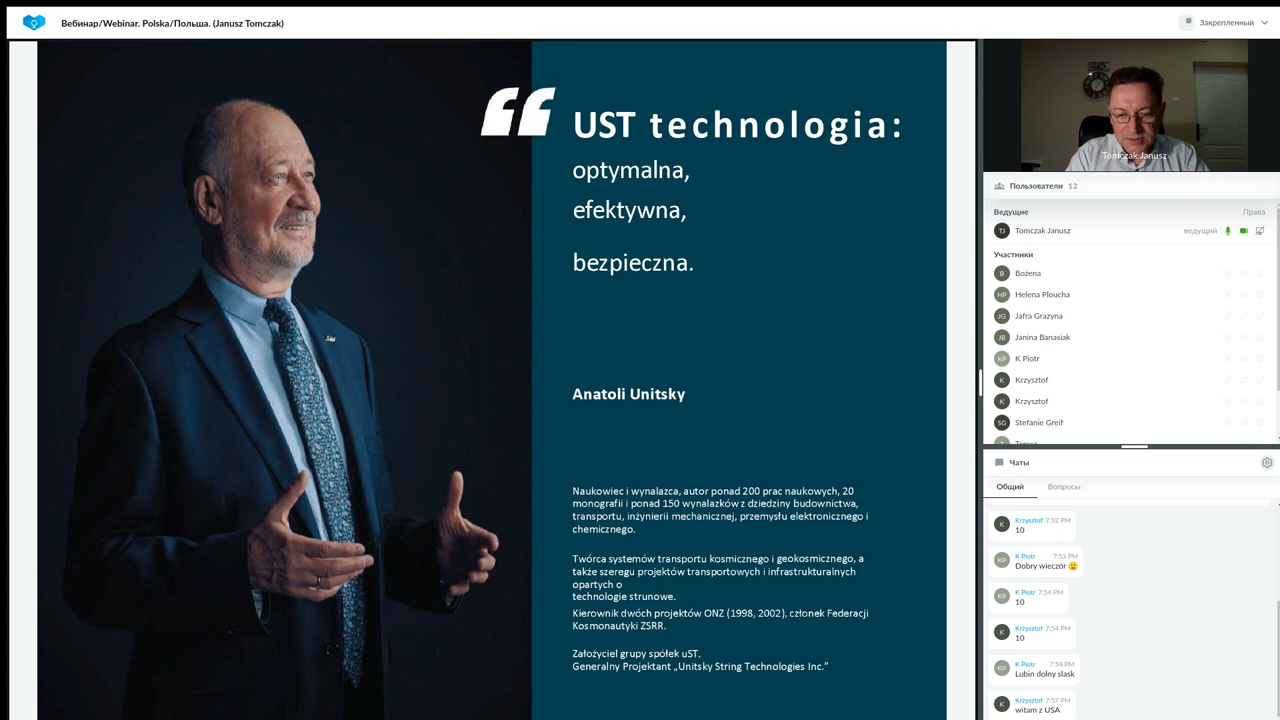 Вебинар/Webinar. Polska/Польша. (Janusz Tomczak)
Закрепленный
“
UST technologia:
optymalna,
efektywna,
bezpieczna.
Anatoli Unitsky
Naukowiec i wynalazca, autor ponad 200 prac naukowych, 20
monografii i ponad 150 wynalazków z dziedziny budownictwa,
transportu, inżynierii mechanicznej, przemysłu elektronicznego i
chemicznego.
Twórca systemów transportu kosmicznego i geokosmicznego, a
także szeregu projektów transportowych i infrastrukturalnych
opartych o
technologie strunowe.
Kierownik dwóch projektów ONZ (1998, 2002), członek Federacji
Kosmonautyki ZSRR.
Założyciel grupy spółek uST.
Generalny Projektant „Unitsky String Technologies Inc.”
Tomczak Janusz
Пользователи 12
Ведущие Права
TJ Tomczak Janusz ведущий
Участники
B Bożena
HP Helena Ploucha
JG Jafra Grazyna
JB Janina Banasiak
KP K Piotr
K Krzysztof
K Krzysztof
SG Stefanie Greif
Чаты
Общий Вопросы
K Krzysztof 7:52 PM
10
KP K Piotr 7:53 PM
Dobry wieczór 🙂
KP K Piotr 7:54 PM
10
K Krzysztof 7:54 PM
10
KP K Piotr 7:54 PM
Lubin dolny slask
K Krzysztof 7:57 PM
witam z USA